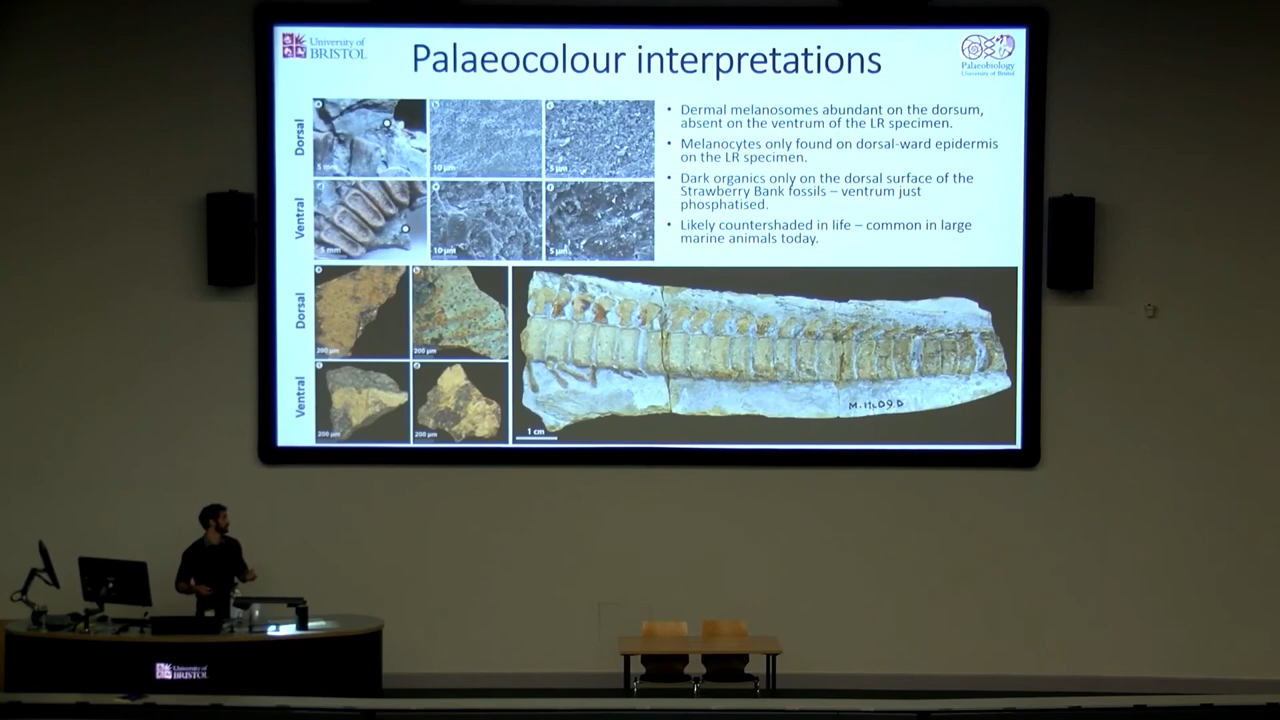 University of
BRISTOL
Palaeocolour interpretations
Palaeobiology
University of Bristol
Dorsal
a
b
c
5 mm
10 μm
5 μm
Ventral
d
e
f
5 mm
10 μm
5 μm
• Dermal melanosomes abundant on the dorsum,
absent on the ventrum of the LR specimen.
• Melanocytes only found on dorsal-ward epidermis
on the LR specimen.
• Dark organics only on the dorsal surface of the
Strawberry Bank fossils – ventrum just
phosphatised.
• Likely countershaded in life – common in large
marine animals today.
Dorsal
a
b
200 μm
200 μm
Ventral
c
d
200 μm
200 μm
1 cm
University of
BRISTOL